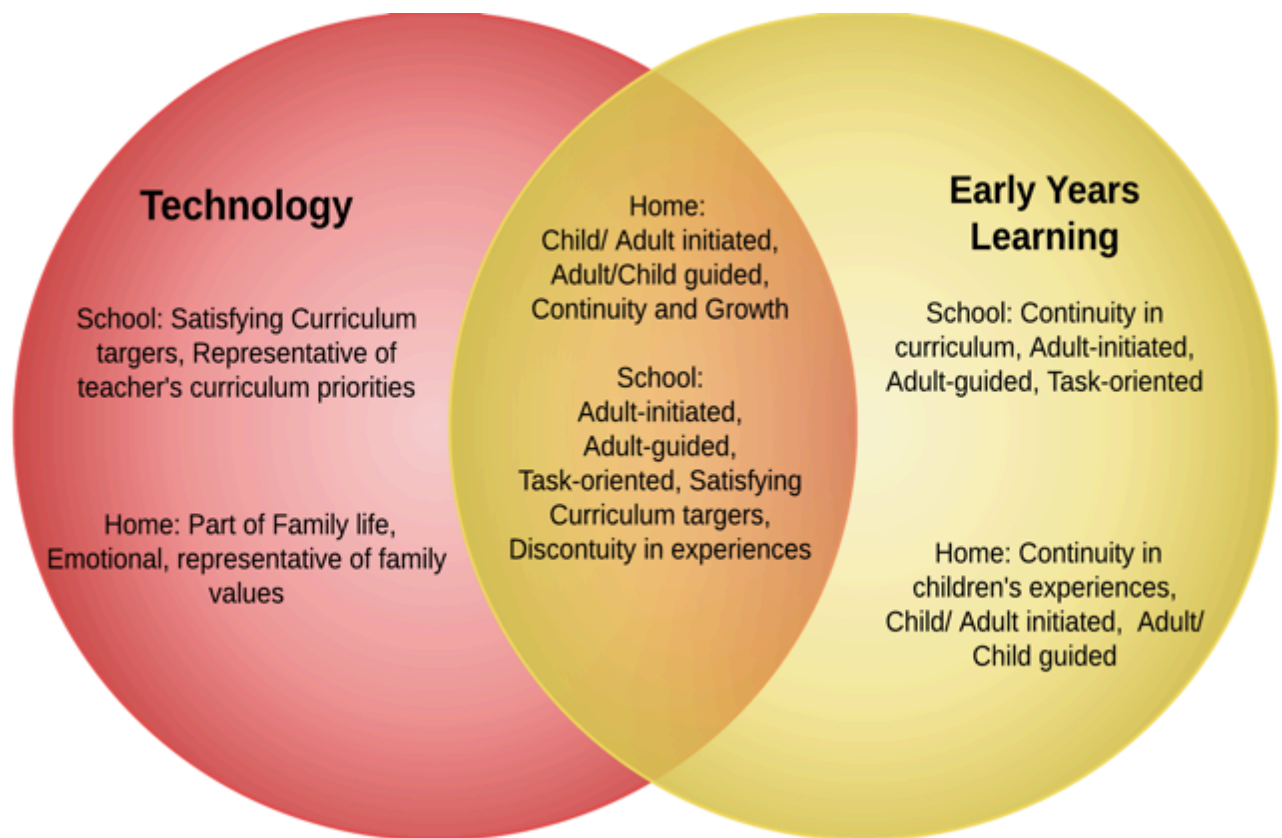 Technology
School: Satisfying Curriculum
targers, Representative of
teacher's curriculum priorities
Home: Part of Family life,
Emotional, representative of family
values
Home:
Child/ Adult initiated,
Adult/Child guided,
Continuity and Growth
School:
Adult-initiated,
Adult-guided,
Task-oriented, Satisfying
Curriculum targers,
Discontuity in experiences
Early Years
Learning
School: Continuity in
curriculum, Adult-initiated,
Adult-guided, Task-oriented
Home: Continuity in
children's experiences,
Child/ Adult initiated, Adult/
Child guided